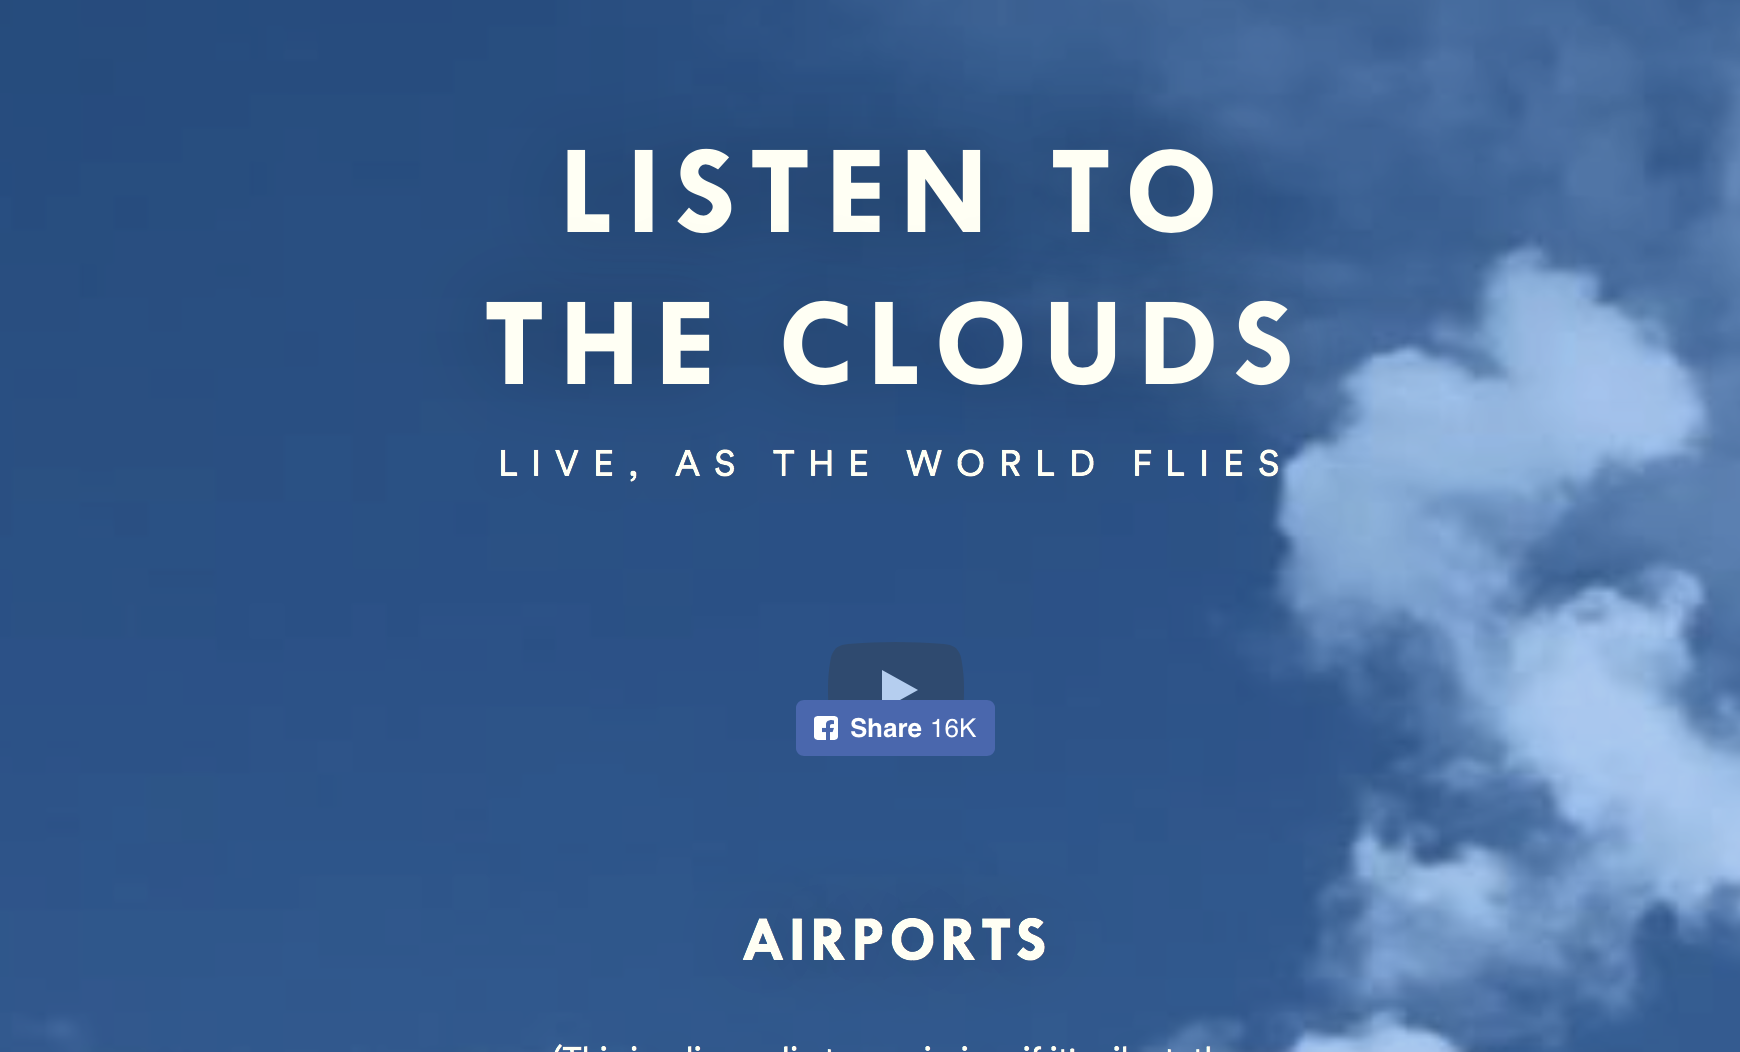 LISTEN TO
THE CLOUDS
LIVE, AS THE WORLD FLIES
Share 16K
AIRPORTS